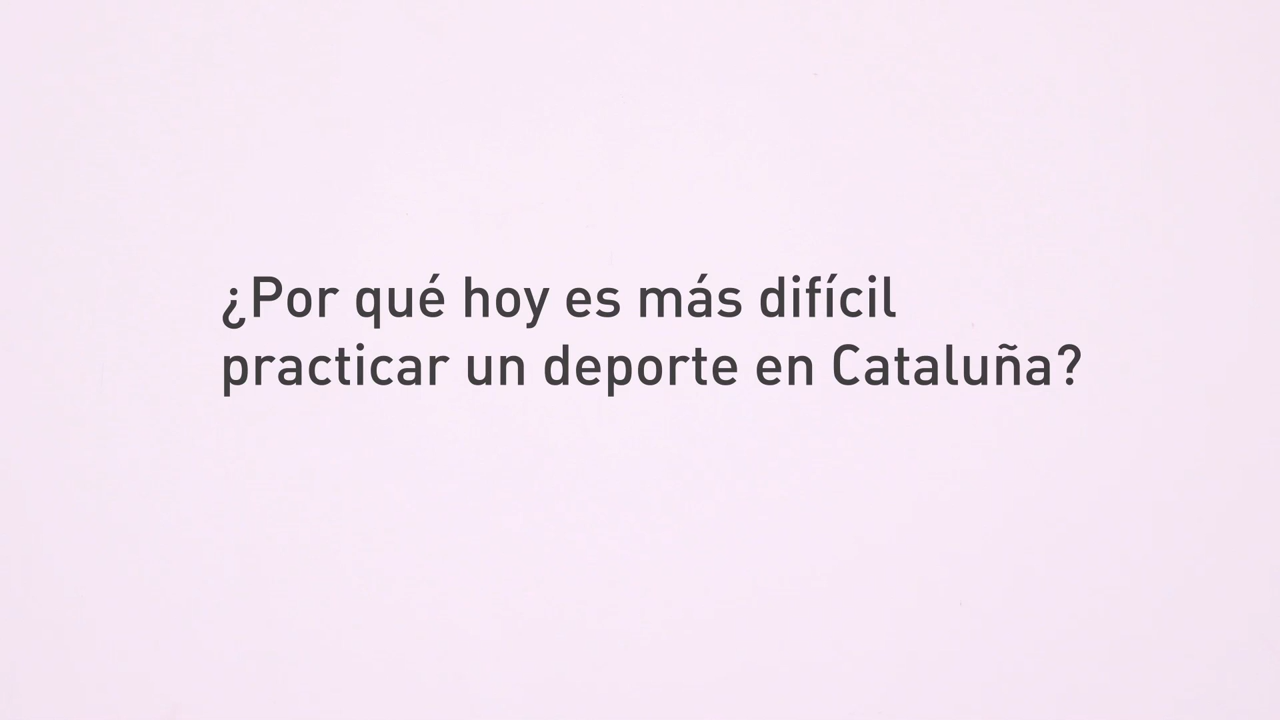 ¿Por qué hoy es más difícil
practicar un deporte en Cataluña?